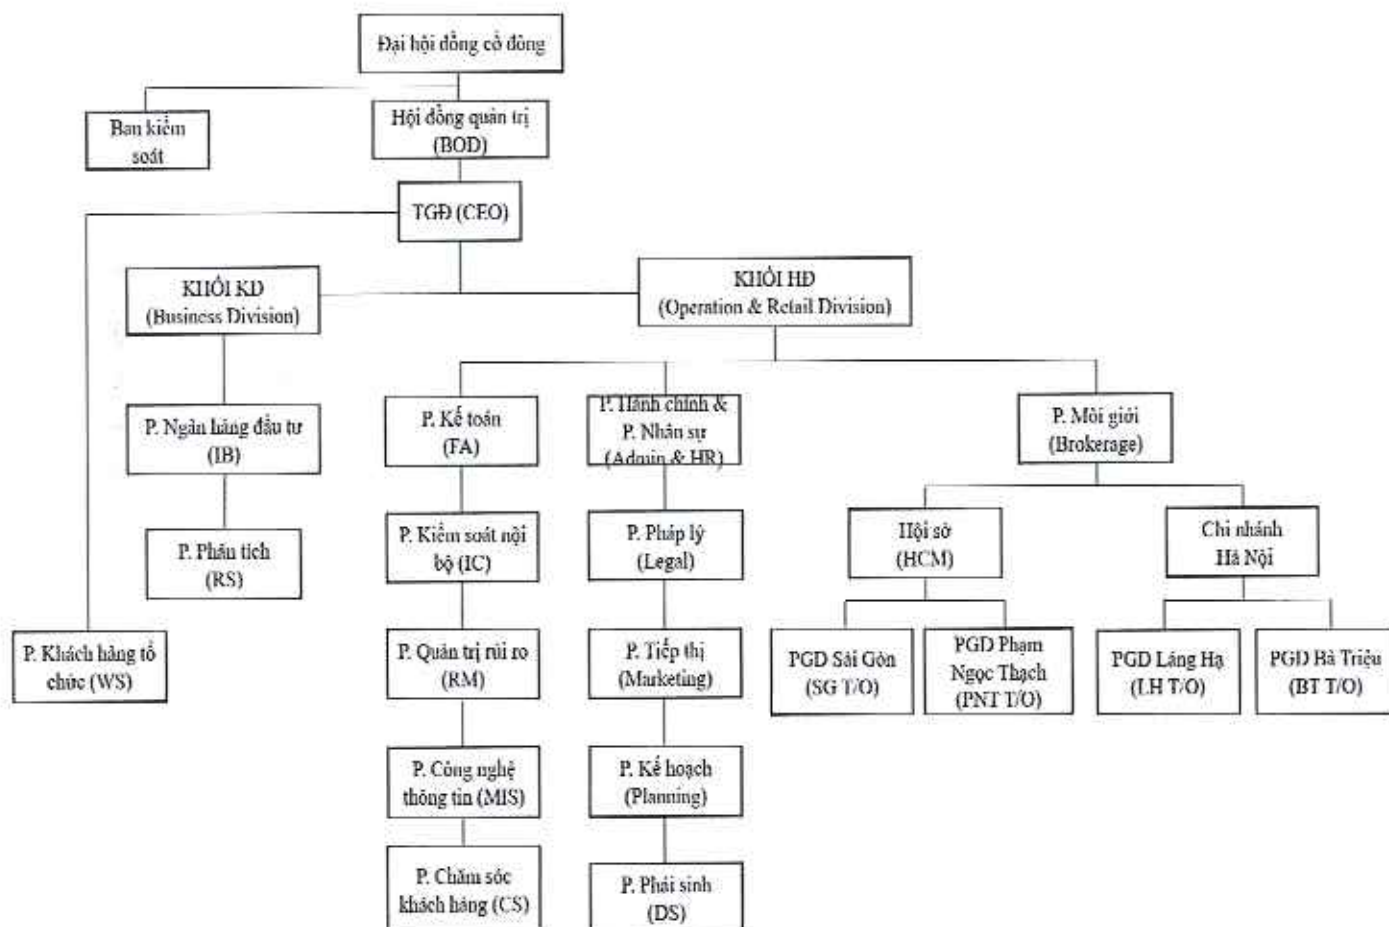 Đại hội đồng cổ đông
Ban kiểm
soát
Hội đồng quản trị
(BOD)
TGĐ (CEO)
KHỐI KD
(Business Division)
KHỐI HĐ
(Operation & Retail Division)
P. Ngân hàng đầu tư
(IB)
P. Kế toán
(FA)
P. Hành chính &
P. Nhân sự
(Admin & HR)
P. Môi giới
(Brokerage)
P. Phân tích
(RS)
P. Kiểm soát nội
bộ (IC)
P. Pháp lý
(Legal)
Hội sở
(HCM)
Chi nhánh
Hà Nội
P. Khách hàng tổ
chức (WS)
P. Quản trị rủi ro
(RM)
P. Tiếp thị
(Marketing)
PGD Sài Gòn
(SG T/O)
PGD Phạm
Ngọc Thạch
(PNT T/O)
PGD Láng Hạ
(LH T/O)
PGD Bà Triệu
(BT T/O)
P. Công nghệ
thông tin (MIS)
P. Kế hoạch
(Planning)
P. Chăm sóc
khách hàng (CS)
P. Phái sinh
(DS)